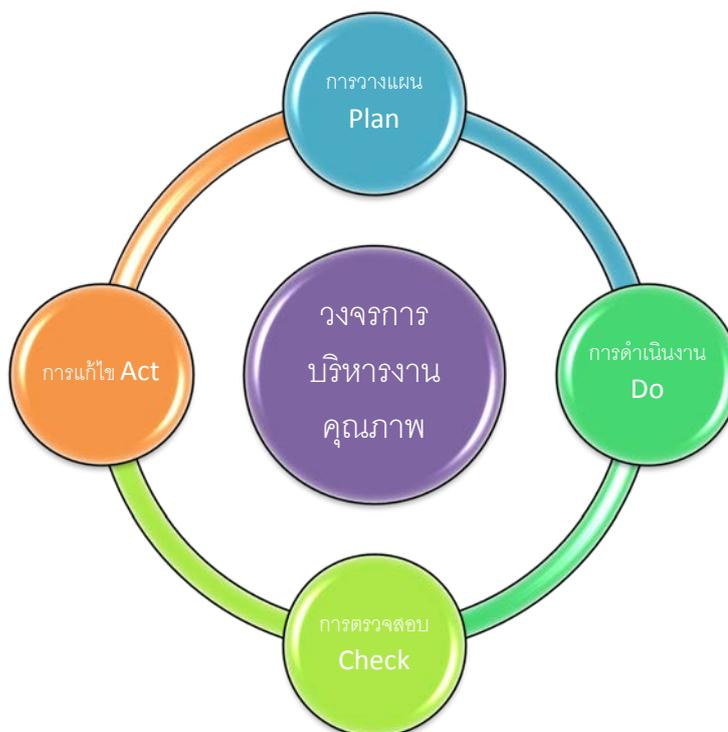 การวางแผน
Plan
วงจรการ
บริหารงาน
คุณภาพ
การดำเนินงาน
Do
การแก้ไข Act
การตรวจสอบ
Check